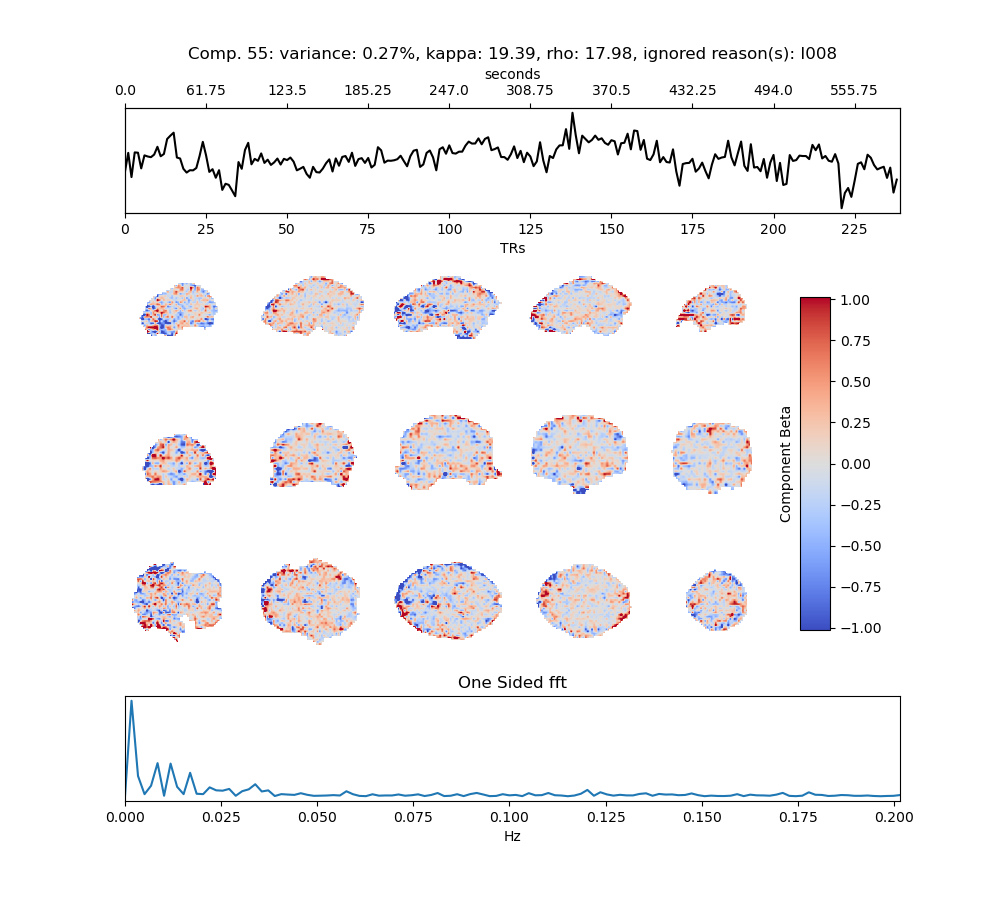 Comp. 55: variance: 0.27%, kappa: 19.39, rho: 17.98, ignored reason(s): I008
seconds
0.0 61.75 123.5 185.25 247.0 308.75 370.5 432.25 494.0 555.75
0 25 50 75 100 125 150 175 200 225
TRs
1.00
0.75
0.50
0.25
0.00
−0.25
−0.50
−0.75
−1.00
Component Beta
One Sided fft
0.000 0.025 0.050 0.075 0.100 0.125 0.150 0.175 0.200
Hz